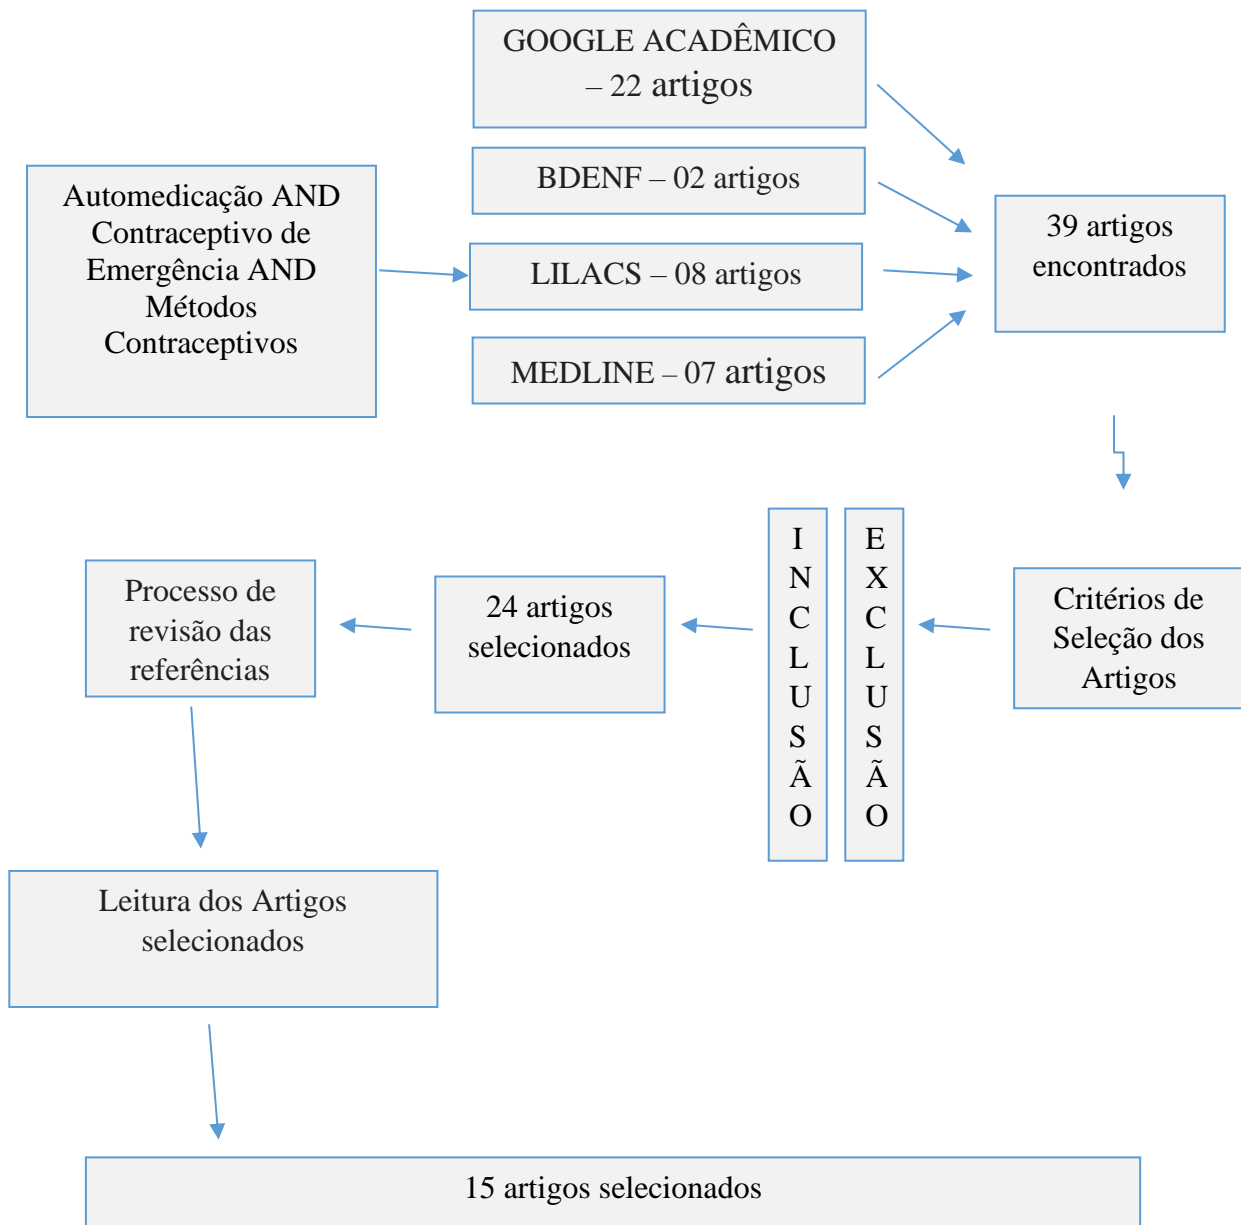 GOOGLE ACADÊMICO
– 22 artigos
Automedicação AND
Contraceptivo de
Emergência AND
Métodos
Contraceptivos
BDENF – 02 artigos
LILACS – 08 artigos
MEDLINE – 07 artigos
39 artigos
encontrados
Critérios de
Seleção dos
Artigos
E
X
C
L
U
S
Ã
O
I
N
C
L
U
S
Ã
O
24 artigos
selecionados
Processo de
revisão das
referências
Leitura dos Artigos
selecionados
15 artigos selecionados